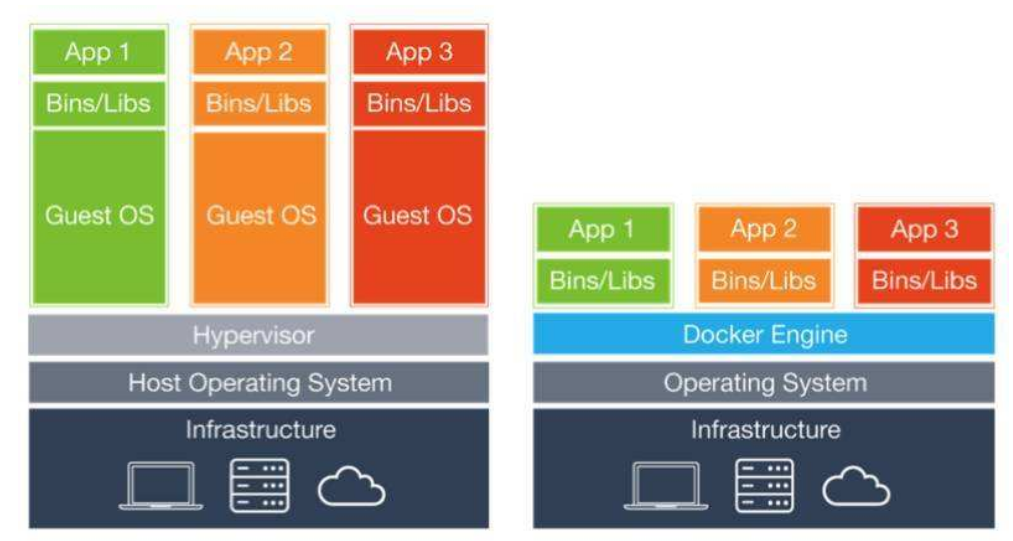 App 1
App 2
App 3
Bins/Libs
Bins/Libs
Bins/Libs
Guest OS
Guest OS
Guest OS
Hypervisor
Host Operating System
Infrastructure
App 1
App 2
App 3
Bins/Libs
Bins/Libs
Bins/Libs
Docker Engine
Operating System
Infrastructure